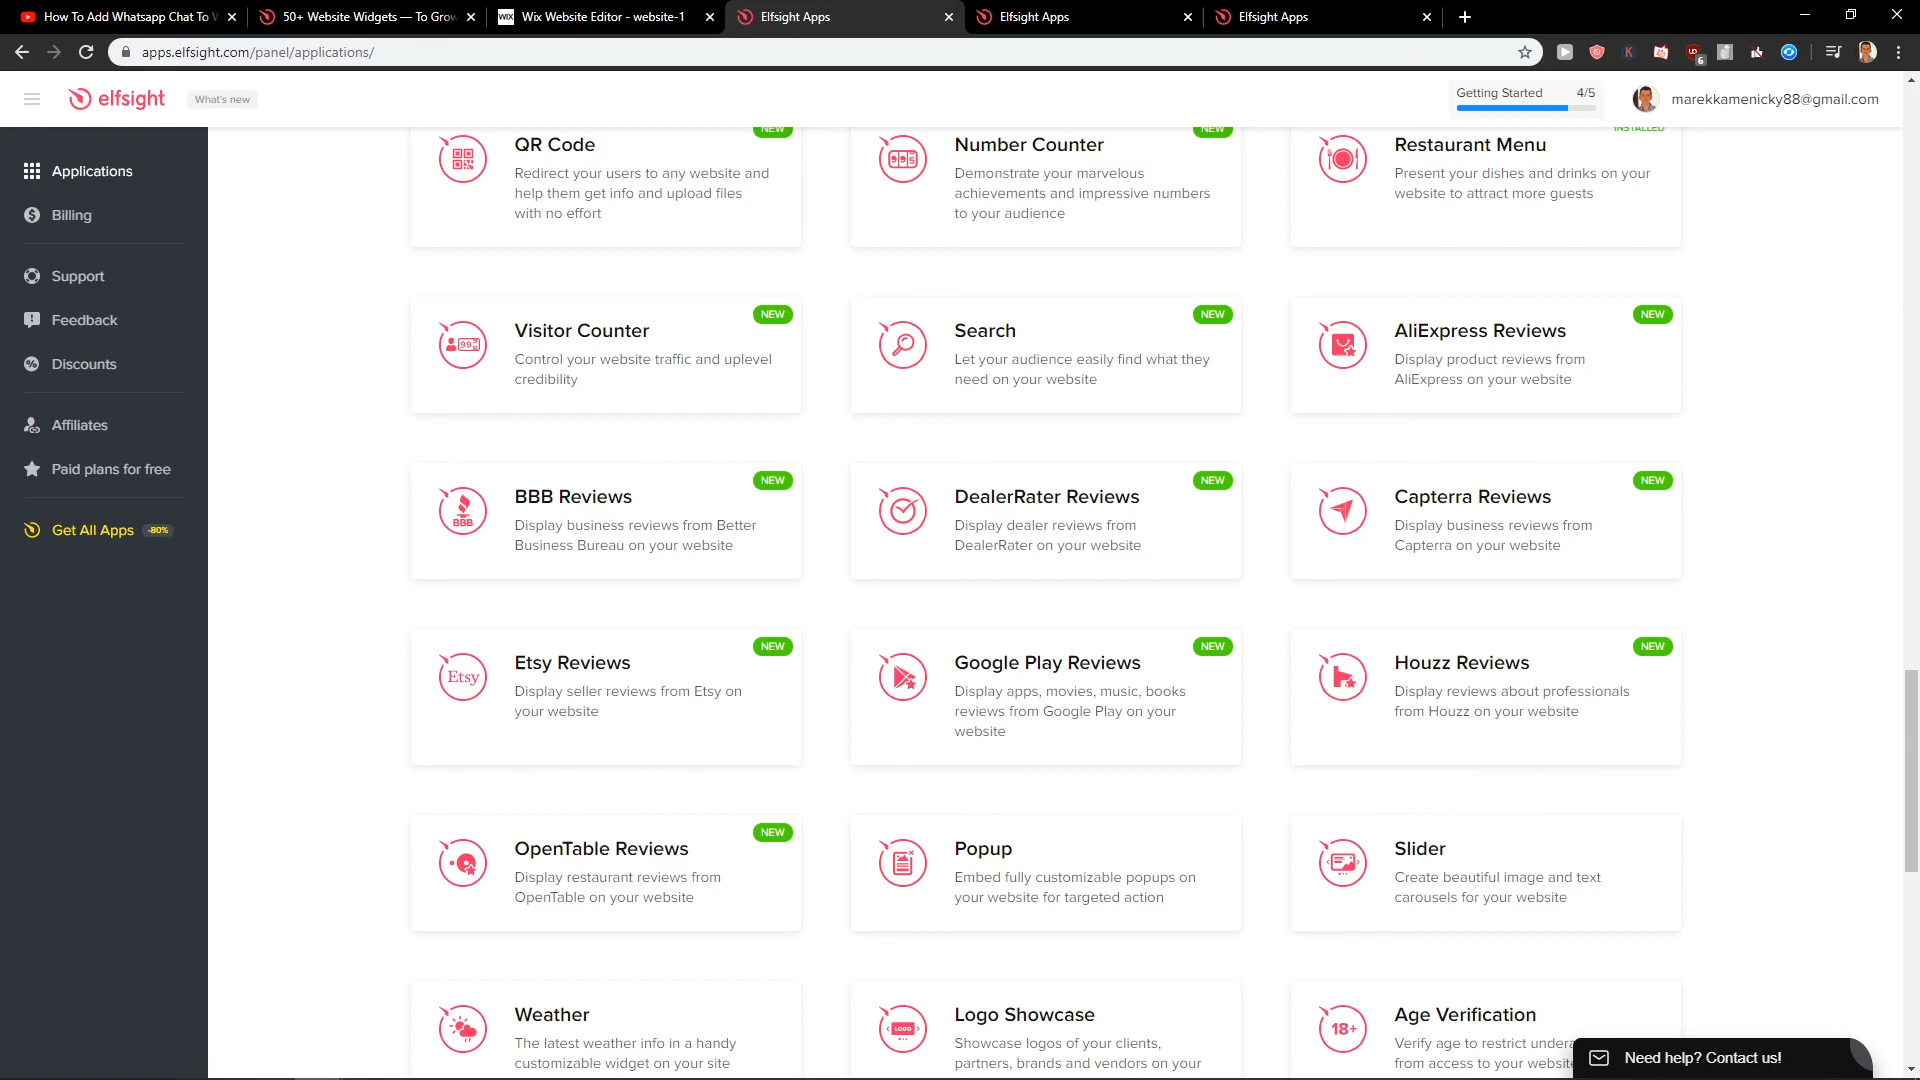 How To Add Whatsapp Chat To W
50+ Website Widgets — To Grow
WIX
Wix Website Editor - website-1
Elfsight Apps
Elfsight Apps
Elfsight Apps
apps.elfsight.com/panel/applications/
K
6
elfsight
What's new
Getting Started 4/5
marekkamenicky88@gmail.com
Applications
Billing
Support
Feedback
Discounts
Affiliates
Paid plans for free
Get All Apps -80%
NEW
QR Code
Redirect your users to any website and
help them get info and upload files
with no effort
NEW
Number Counter
Demonstrate your marvelous
achievements and impressive numbers
to your audience
INSTALLED
Restaurant Menu
Present your dishes and drinks on your
website to attract more guests
NEW
Visitor Counter
Control your website traffic and uplevel
credibility
NEW
Search
Let your audience easily find what they
need on your website
NEW
AliExpress Reviews
Display product reviews from
AliExpress on your website
NEW
BBB
BBB Reviews
Display business reviews from Better
Business Bureau on your website
NEW
DealerRater Reviews
Display dealer reviews from
DealerRater on your website
NEW
Capterra Reviews
Display business reviews from
Capterra on your website
NEW
Etsy
Etsy Reviews
Display seller reviews from Etsy on
your website
NEW
Google Play Reviews
Display apps, movies, music, books
reviews from Google Play on your
website
NEW
Houzz Reviews
Display reviews about professionals
from Houzz on your website
NEW
OpenTable Reviews
Display restaurant reviews from
OpenTable on your website
Popup
Embed fully customizable popups on
your website for targeted action
Slider
Create beautiful image and text
carousels for your website
Weather
The latest weather info in a handy
customizable widget on your site
LOGO
Logo Showcase
Showcase logos of your clients,
partners, brands and vendors on your
18+
Age Verification
Verify age to restrict undera
from access to your website
Need help? Contact us!